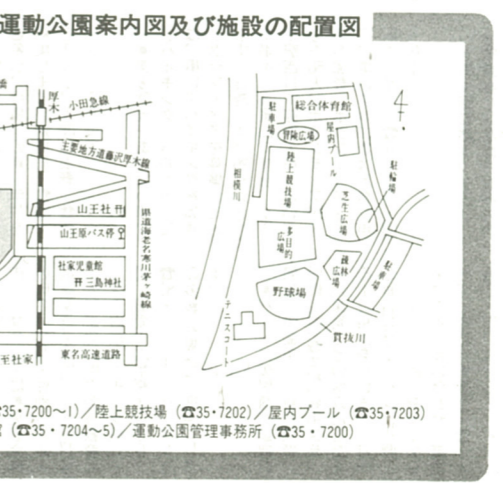 運動公園案内図及び施設の配置図
厚木
小田急線
主要地方道藤沢厚木線
山王社
山王原バス停
社家児童館
三島神社
県道海老名寒川茅ヶ崎線
至社家
東名高速道路
相模川
駐車場
総合体育館
冒険広場
屋内プール
陸上競技場
駐輪場
芝生広場
多目的広場
疎林広場
駐車場
野球場
テニスコート
貫抜川
4.
☎35・7200〜1)／陸上競技場（☎35・7202)／屋内プール（☎35・7203)
(☎35・7204〜5)／運動公園管理事務所（☎35・7200)